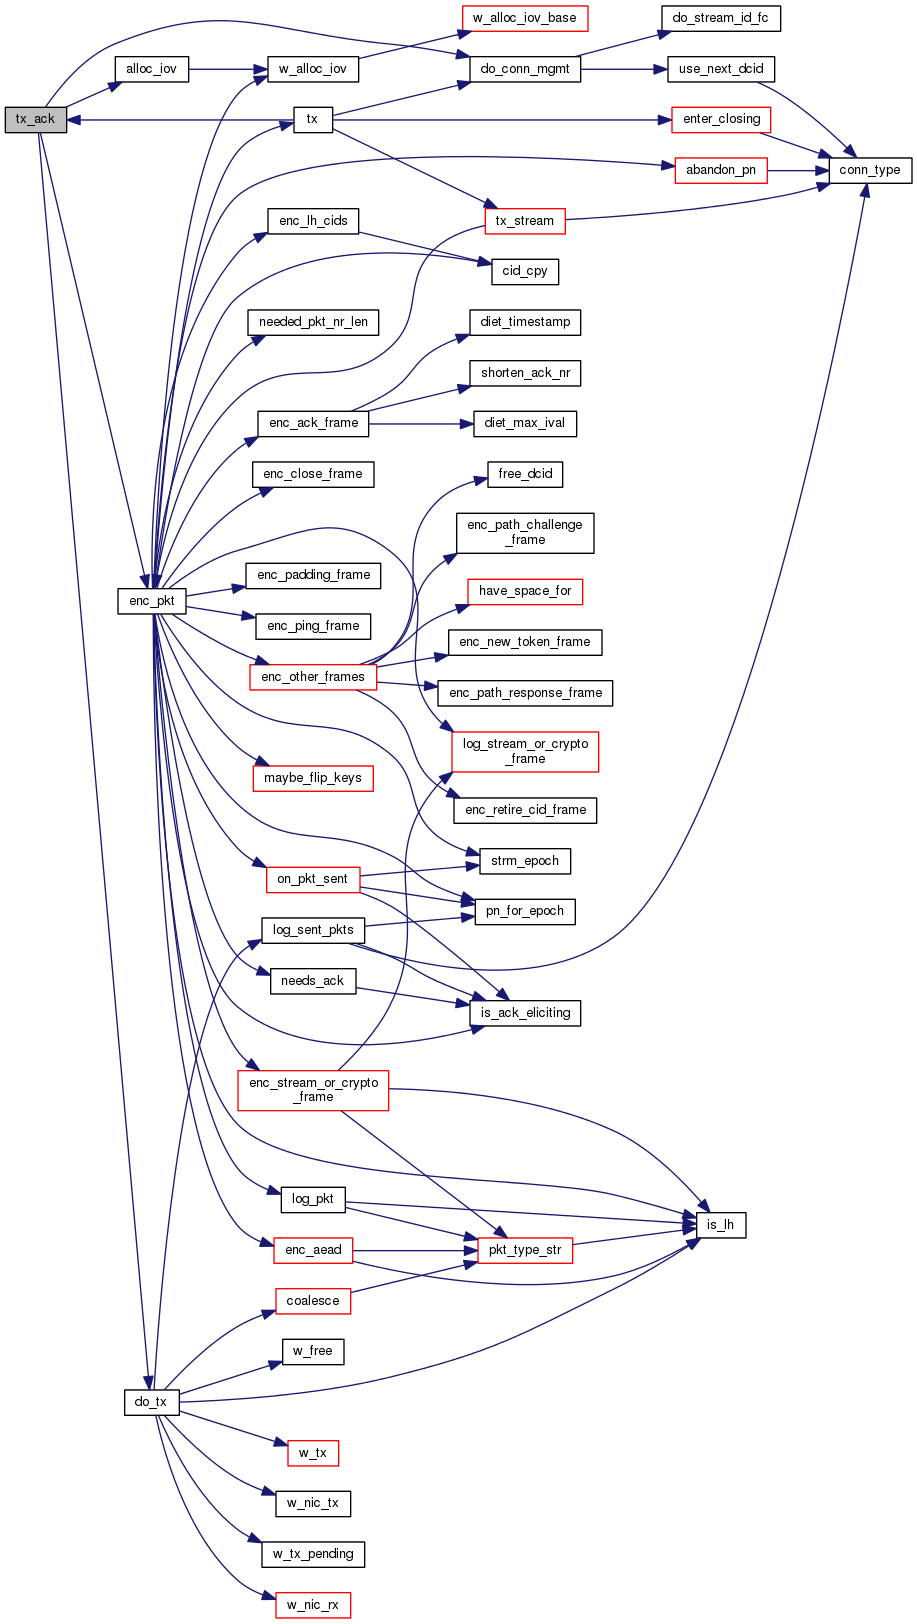 w_alloc_iov_base
do_stream_id_fc
alloc_iov
w_alloc_iov
do_conn_mgmt
use_next_dcid
tx_ack
tx
enter_closing
abandon_pn
conn_type
enc_lh_cids
tx_stream
cid_cpy
needed_pkt_nr_len
diet_timestamp
shorten_ack_nr
enc_ack_frame
diet_max_ival
enc_close_frame
free_dcid
enc_path_challenge
_frame
enc_padding_frame
have_space_for
enc_pkt
enc_ping_frame
enc_new_token_frame
enc_other_frames
enc_path_response_frame
log_stream_or_crypto
_frame
maybe_flip_keys
enc_retire_cid_frame
strm_epoch
on_pkt_sent
pn_for_epoch
log_sent_pkts
needs_ack
is_ack_eliciting
enc_stream_or_crypto
_frame
log_pkt
is_lh
enc_aead
pkt_type_str
coalesce
w_free
do_tx
w_tx
w_nic_tx
w_tx_pending
w_nic_rx